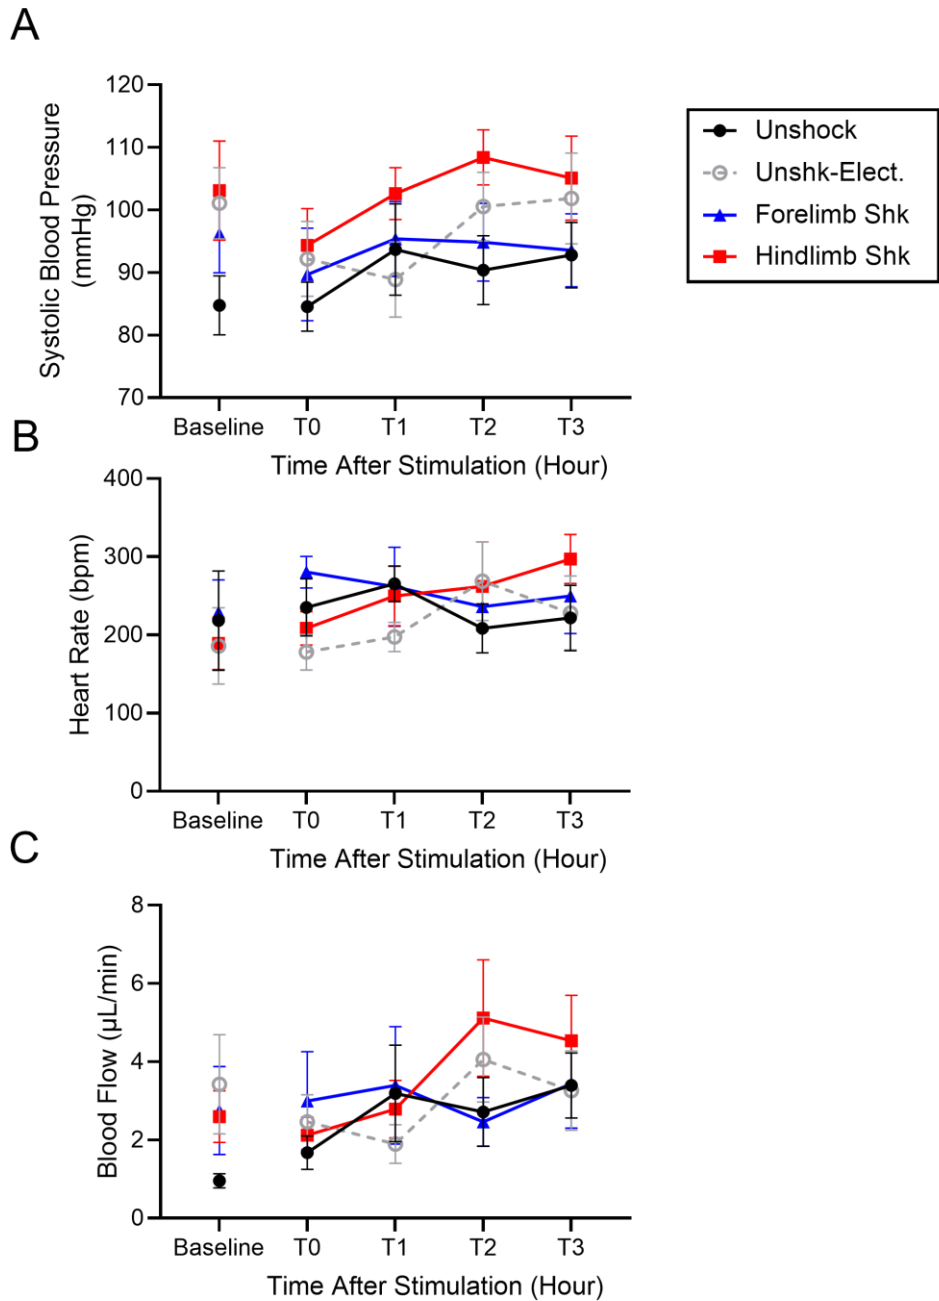 A
Systolic Blood Pressure
(mmHg)
120
110
100
90
80
70
Baseline T0 T1 T2 T3
Time After Stimulation (Hour)
Unshock
Unshk-Elect.
Forelimb Shk
Hindlimb Shk
B
Heart Rate (bpm)
400
300
200
100
0
Baseline T0 T1 T2 T3
Time After Stimulation (Hour)
C
Blood Flow (µL/min)
8
6
4
2
0
Baseline T0 T1 T2 T3
Time After Stimulation (Hour)